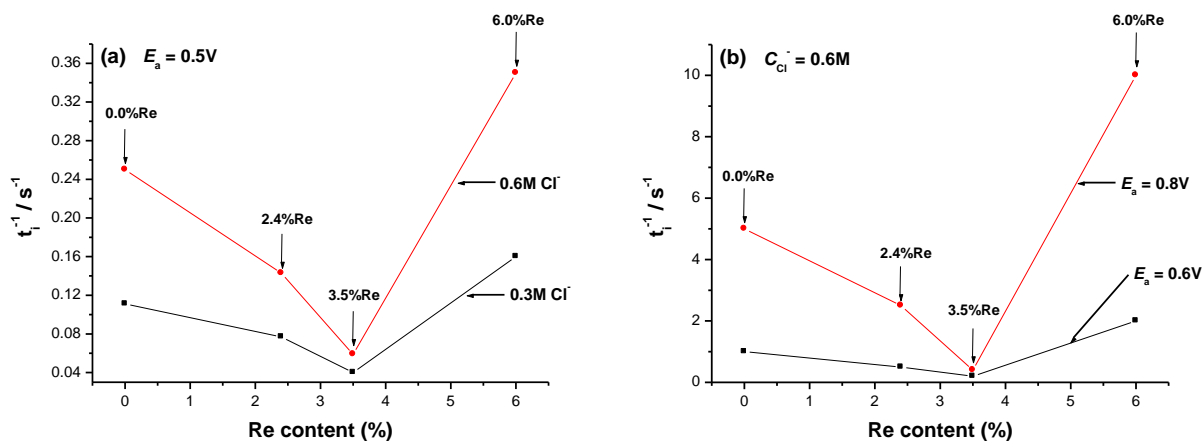 (a) Eₐ = 0.5V
6.0%Re
0.36
0.32
0.28
0.24
0.20
0.16
0.12
0.08
0.04
tᵢ⁻¹ / s⁻¹
0.0%Re
2.4%Re
3.5%Re
0.6M Cl⁻
0.3M Cl⁻
0 1 2 3 4 5 6
Re content (%)
(b) C_Cl⁻ = 0.6M
6.0%Re
10
8
6
4
2
0
tᵢ⁻¹ / s⁻¹
0.0%Re
2.4%Re
3.5%Re
Eₐ = 0.8V
Eₐ = 0.6V
0 1 2 3 4 5 6
Re content (%)